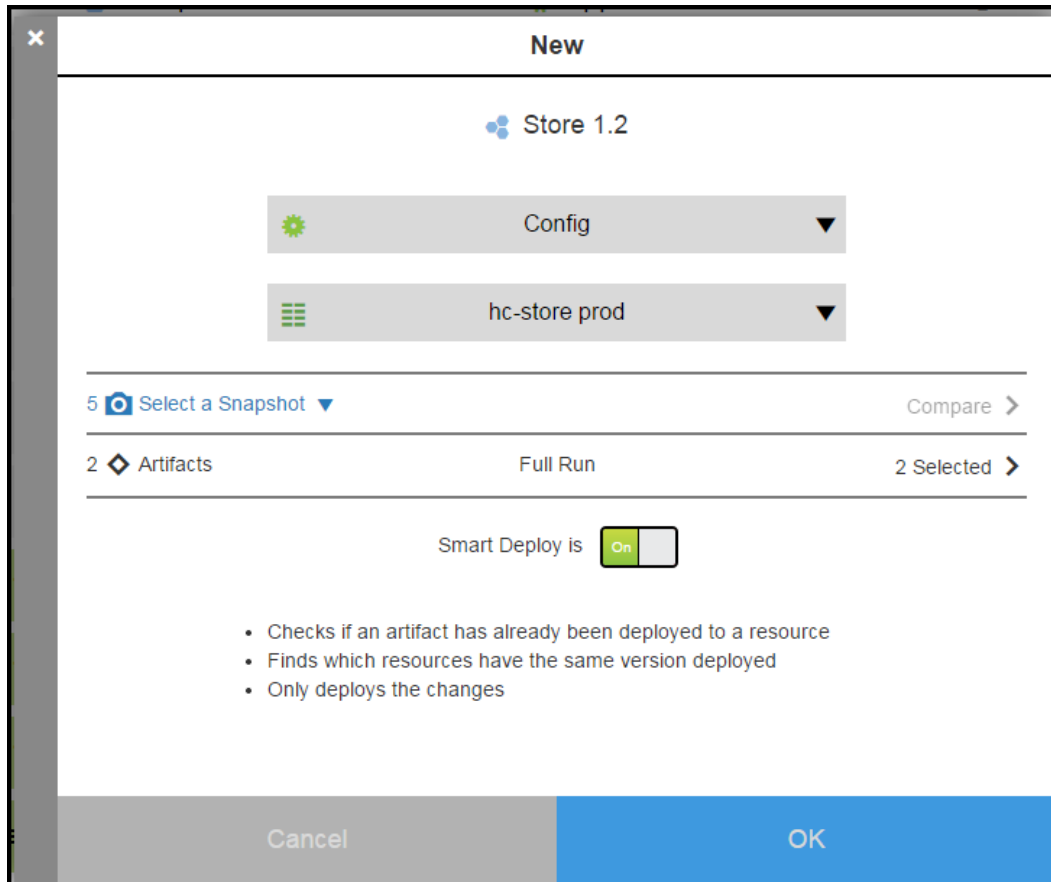 New
Store 1.2
Config
hc-store prod
5 Select a Snapshot Compare
2 Artifacts Full Run 2 Selected
Smart Deploy is On
Checks if an artifact has already been deployed to a resource
Finds which resources have the same version deployed
Only deploys the changes
Cancel OK